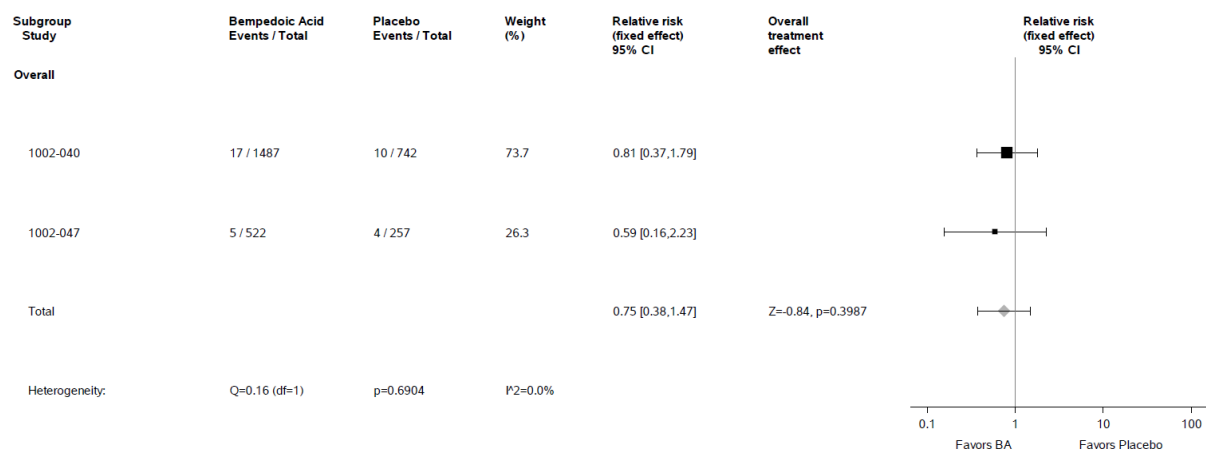 Subgroup Bempedoic Acid Placebo Weight Relative risk Overall Relative risk
Study Events / Total Events / Total (%) (fixed effect) treatment (fixed effect)
95% CI effect 95% CI
Overall
1002-040 17 / 1487 10 / 742 73.7 0.81 [0.37,1.79]
1002-047 5 / 522 4 / 257 26.3 0.59 [0.16,2.23]
Total 0.75 [0.38,1.47] Z=-0.84, p=0.3987
Heterogeneity: Q=0.16 (df=1) p=0.6904 I^2=0.0%
0.1 1 10 100
Favors BA Favors Placebo